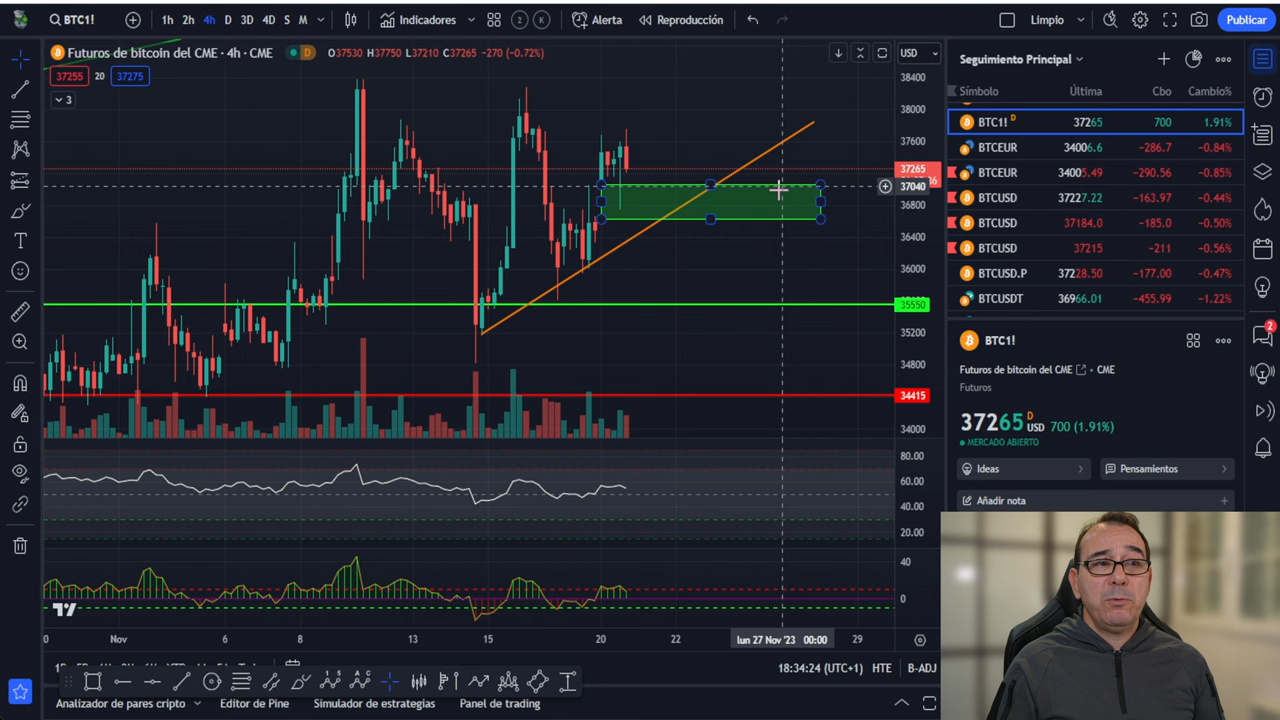 BTC1!
1h 2h 4h D 3D 4D S M
Indicadores
Z K
Alerta
Reproducción
Limpio
Publicar
Futuros de bitcoin del CME · 4h · CME
D O37530 H37750 L37210 C37265 −270 (−0.72%)
37255 20 37275
3
USD
38400
38000
37600
37265
37040
36800
36400
36000
35550
35200
34800
34415
34000
80.00
60.00
40.00
20.00
40
0
Nov 6 8 13 15 20 22 lun 27 Nov '23 00:00 29
18:34:24 (UTC+1) HTE B-ADJ
Analizador de pares cripto
Editor de Pine
Simulador de estrategias
Panel de trading
Seguimiento Principal
Símbolo Última Cbo Cambio%
BTC1! D 37265 700 1.91%
BTCEUR 34006.6 −286.7 −0.84%
BTCEUR 34005.49 −290.56 −0.85%
BTCUSD 37227.22 −163.97 −0.44%
BTCUSD 37184.0 −185.0 −0.50%
BTCUSD 37215 −211 −0.56%
BTCUSD.P 37228.50 −177.00 −0.47%
BTCUSDT 36966.01 −455.99 −1.22%
BTC1!
Futuros de bitcoin del CME · CME
Futuros
37265 D USD 700 (1.91%)
MERCADO ABIERTO
Ideas
Pensamientos
Añadir nota
2